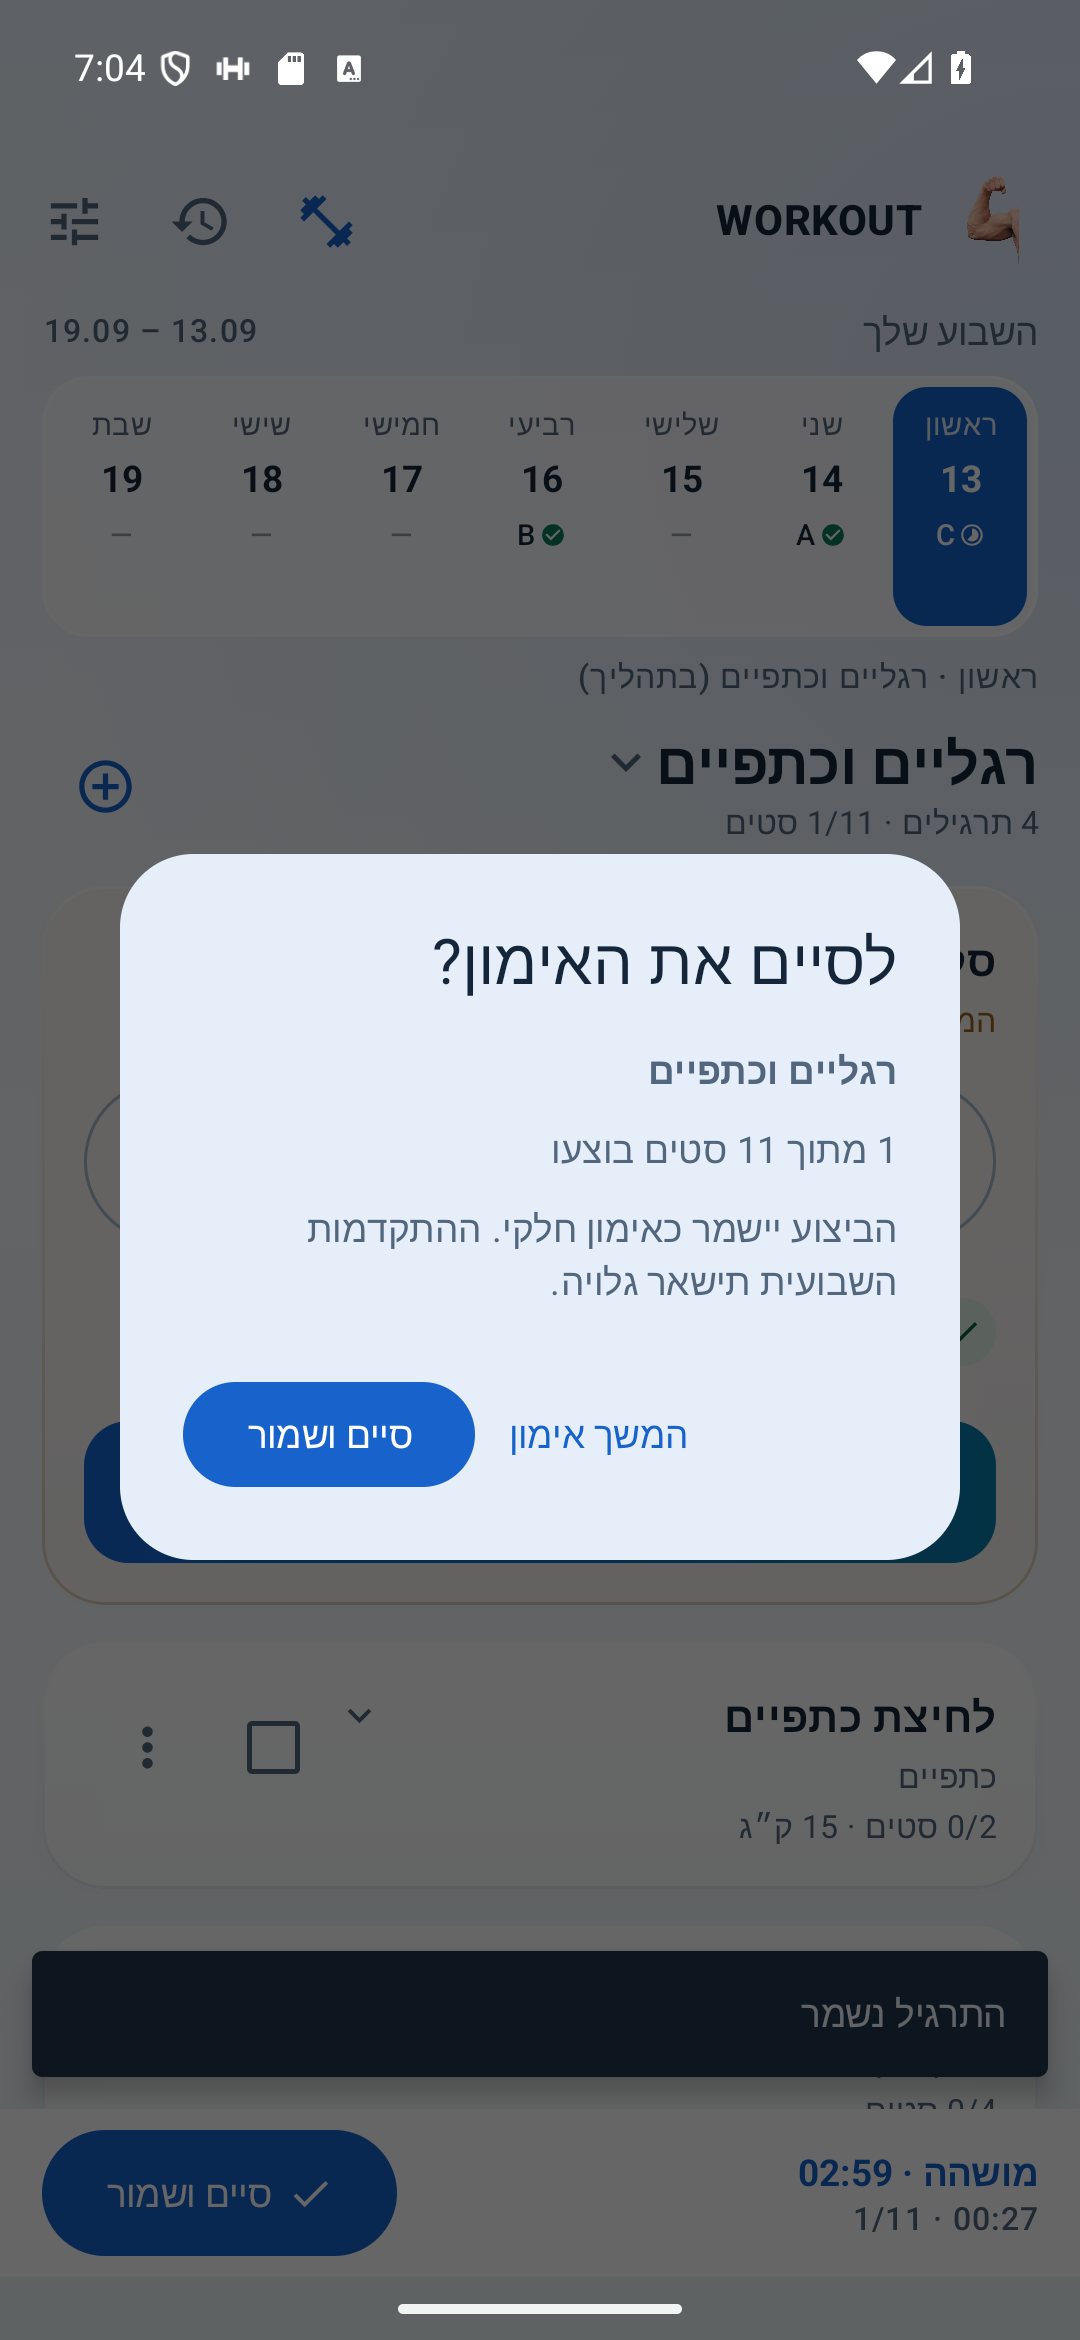 7:04
WORKOUT
השבוע שלך
13.09 – 19.09
ראשון שני שלישי רביעי חמישי שישי שבת
13 14 15 16 17 18 19
C A – B – – –
ראשון · רגליים וכתפיים (בתהליך)
רגליים וכתפיים
4 תרגילים · 1/11 סטים
לסיים את האימון?
רגליים וכתפיים
1 מתוך 11 סטים בוצעו
הביצוע יישמר כאימון חלקי. ההתקדמות
השבועית תישאר גלויה.
המשך אימון
סיים ושמור
לחיצת כתפיים
כתפיים
0/2 סטים · 15 ק״ג
התרגיל נשמר
0/4 סטים
מושהה · 02:59
00:27 · 1/11
סיים ושמור